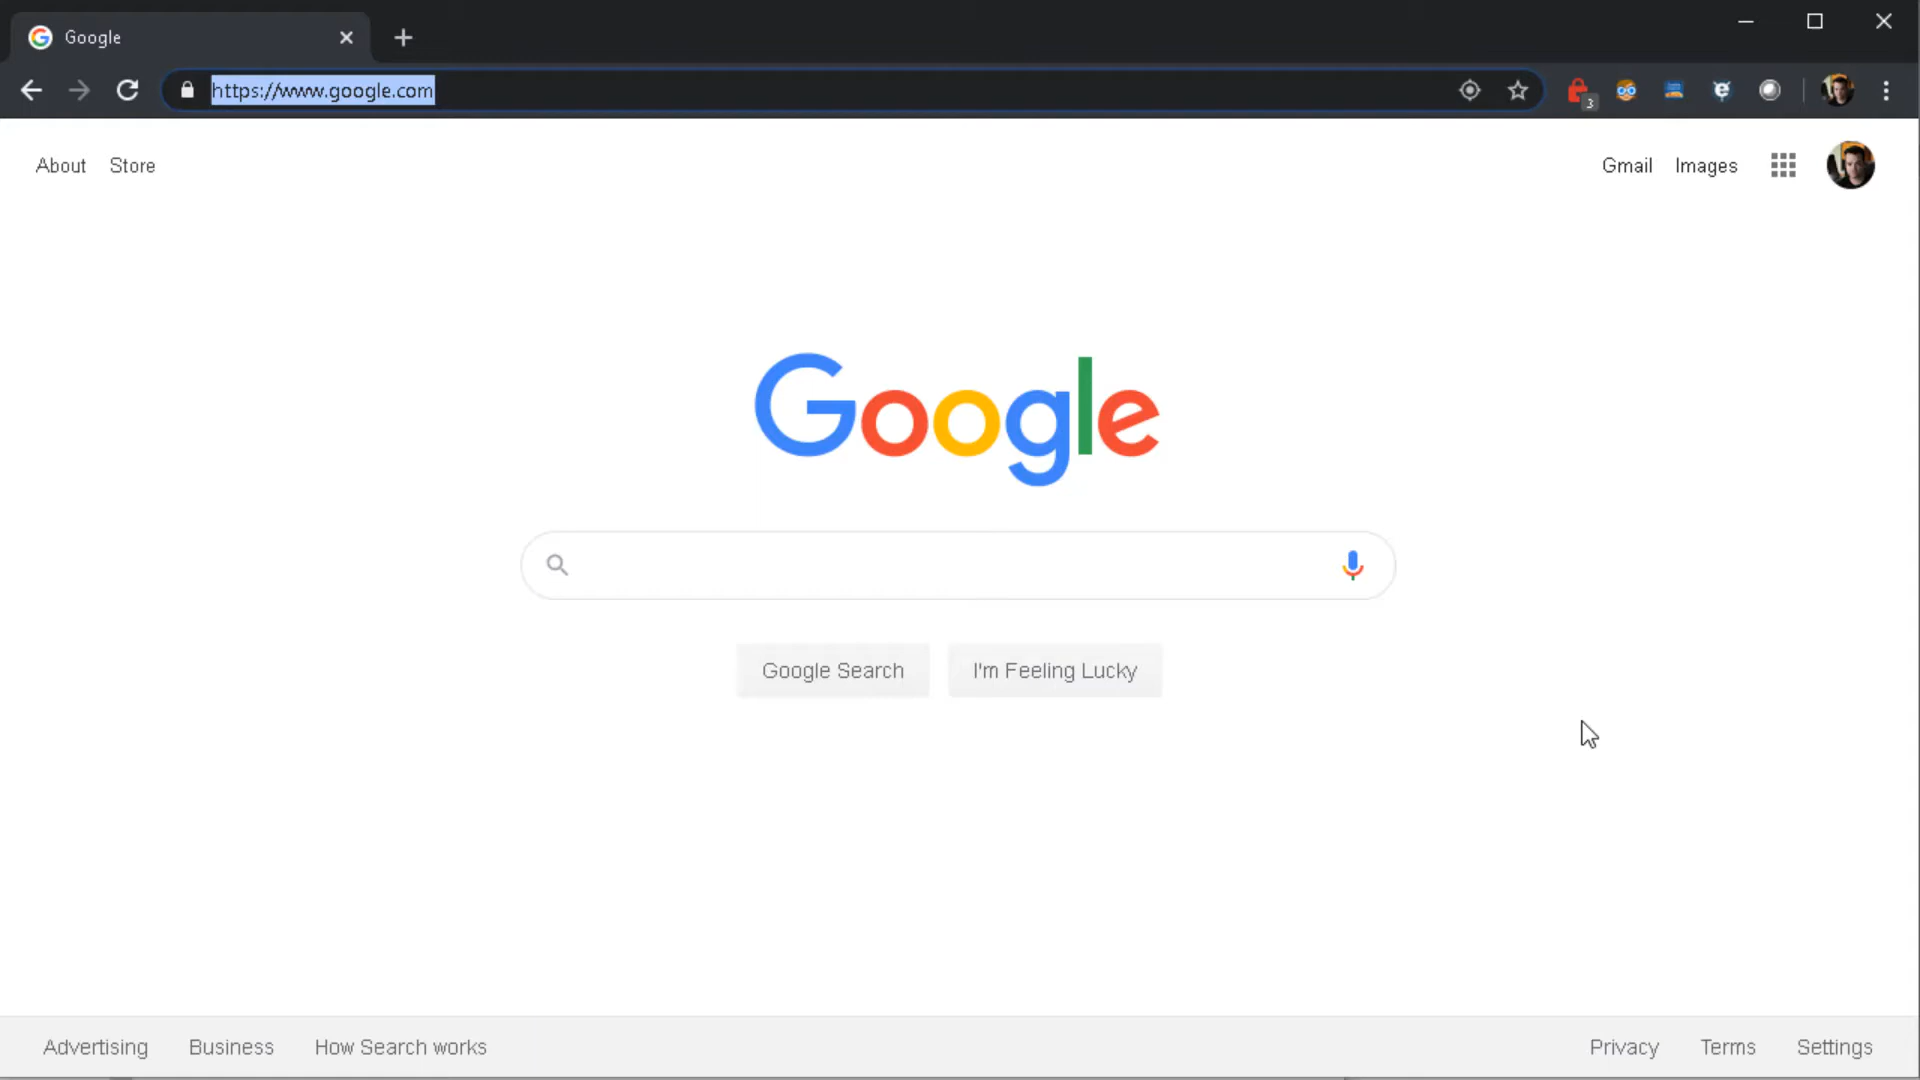 Google
https://www.google.com
3
About Store
Gmail Images
Google
Google Search I'm Feeling Lucky
Advertising Business How Search works
Privacy Terms Settings